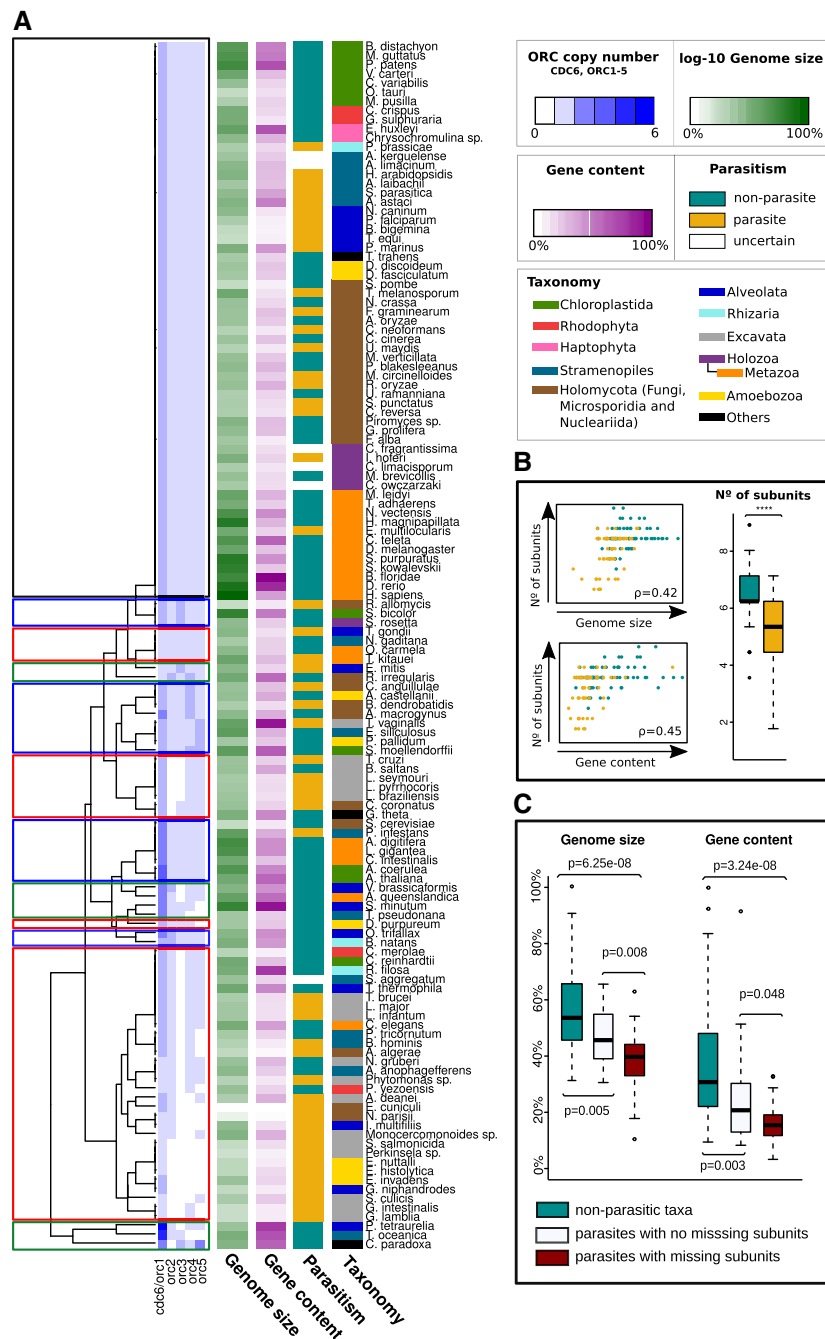 A
B. distachyon
M. guttatus
P. patens
V. carteri
C. variabilis
O. tauri
M. pusilla
C. crispus
G. sulphuraria
E. huxleyi
Chrysochromulina sp.
P. brassicae
A. kerguelense
A. limacinum
H. arabidopsidis
A. laibachii
S. parasitica
A. astaci
N. caninum
P. falciparum
B. bigemina
T. equi
P. marinus
T. trahens
D. discoideum
D. fasciculatum
S. pombe
T. melanosporum
N. crassa
F. graminearum
A. oryzae
C. neoformans
C. cinerea
U. maydis
M. verticillata
P. blakesleeanus
M. circinelloides
R. oryzae
U. ramanniana
S. punctatus
C. reversa
Piromyces sp.
G. prolifera
F. alba
C. fragrantissima
I. hoferi
C. limacisporum
M. brevicollis
C. owczarzaki
M. leidyi
T. adhaerens
N. vectensis
H. magnipapillata
E. multilocularis
C. teleta
D. melanogaster
S. purpuratus
S. kowalevskii
B. floridae
D. rerio
H. sapiens
R. allomycis
S. bicolor
S. rosetta
T. gondii
N. gaditana
O. carmela
T. kitauei
E. mitis
R. irregularis
C. anguillulae
A. castellanii
B. dendrobatidis
A. macrogynus
T. vaginalis
E. siliculosus
P. pallidum
S. moellendorffii
T. cruzi
B. saltans
L. seymouri
L. pyrrhocoris
L. braziliensis
C. coronatus
G. theta
S. cerevisiae
P. infestans
A. digitifera
L. gigantea
C. intestinalis
A. coerulea
A. thaliana
V. brassicaformis
A. queenslandica
S. minutum
T. pseudonana
D. purpureum
O. trifallax
B. natans
C. merolae
C. reinhardtii
R. filosa
S. aggregatum
T. thermophila
T. brucei
L. major
L. infantum
C. elegans
P. tricornutum
B. hominis
A. algerae
N. gruberi
A. anophagefferens
Phytomonas sp.
P. yezoensis
A. deanei
E. cuniculi
N. parisii
I. multifiliis
Monocercomonoides sp.
S. salmonicida
Perkinsela sp.
E. nuttalli
E. histolytica
E. invadens
G. niphandrodes
S. culicis
G. intestinalis
G. lamblia
P. tetraurelia
T. oceanica
C. paradoxa
cdc6/orc1
orc2
orc3
orc4
orc5
Genome size
Gene content
Parasitism
Taxonomy
ORC copy number
CDC6, ORC1-5
0
6
log-10 Genome size
0%
100%
Gene content
0%
100%
Parasitism
non-parasite
parasite
uncertain
Taxonomy
Chloroplastida
Rhodophyta
Haptophyta
Stramenopiles
Holomycota (Fungi,
Microsporidia and
Nucleariida)
Alveolata
Rhizaria
Excavata
Holozoa
Metazoa
Amoebozoa
Others
B
Nº of subunits
ρ=0.42
Genome size
Nº of subunits
ρ=0.45
Gene content
Nº of subunits
****
8
6
4
2
C
Genome size
Gene content
p=6.25e-08
p=3.24e-08
p=0.008
p=0.048
p=0.005
p=0.003
100%
80%
60%
40%
20%
0%
non-parasitic taxa
parasites with no misssing subunits
parasites with missing subunits